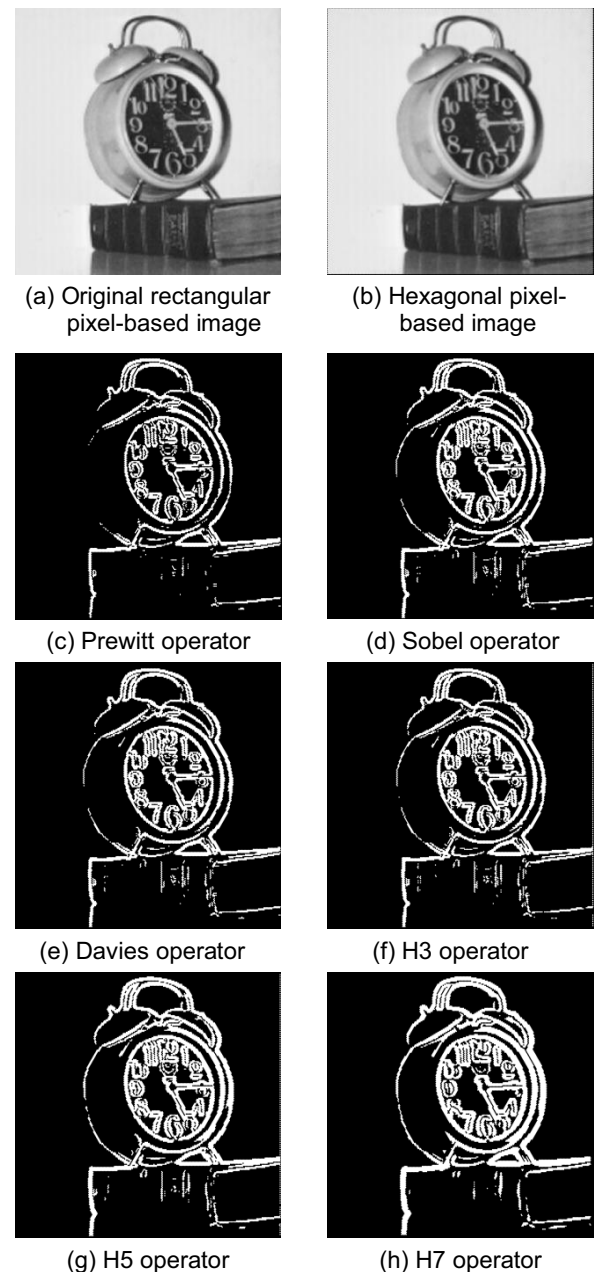 (a) Original rectangular
pixel-based image
(b) Hexagonal pixel-
based image
(c) Prewitt operator
(d) Sobel operator
(e) Davies operator
(f) H3 operator
(g) H5 operator
(h) H7 operator